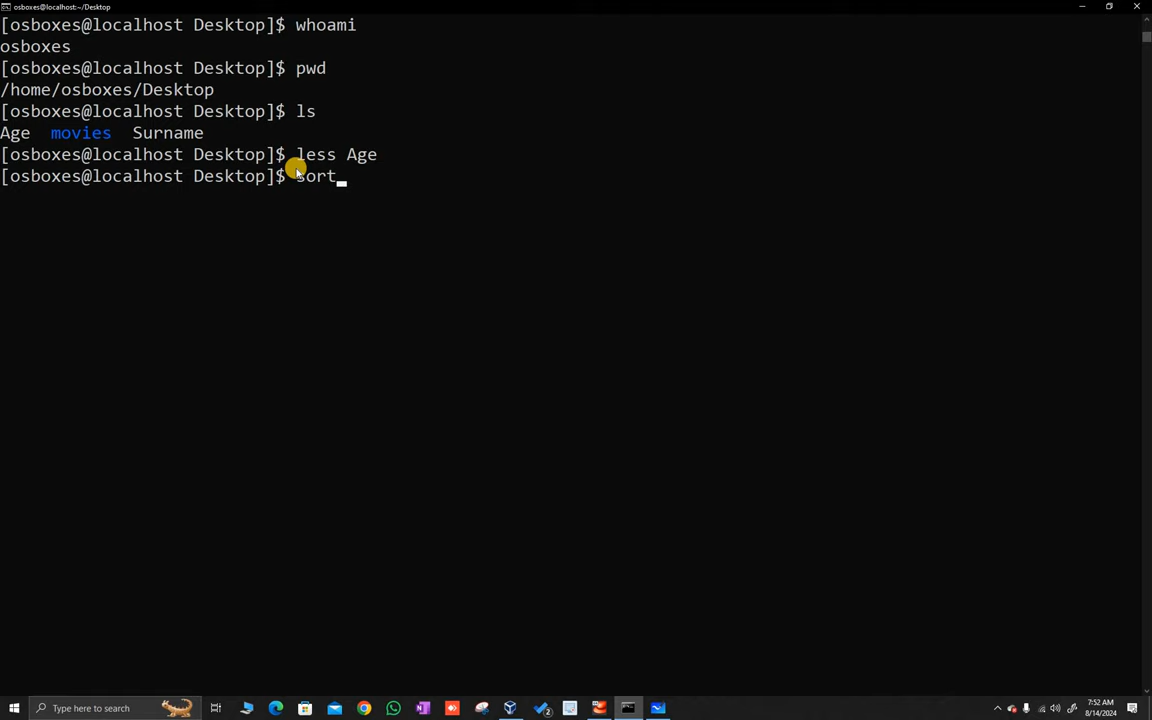 osboxes@localhost:~/Desktop
[osboxes@localhost Desktop]$ whoami
osboxes
[osboxes@localhost Desktop]$ pwd
/home/osboxes/Desktop
[osboxes@localhost Desktop]$ ls
Age movies Surname
[osboxes@localhost Desktop]$ less Age
[osboxes@localhost Desktop]$ sort
Type here to search
2
7:52 AM
8/14/2024